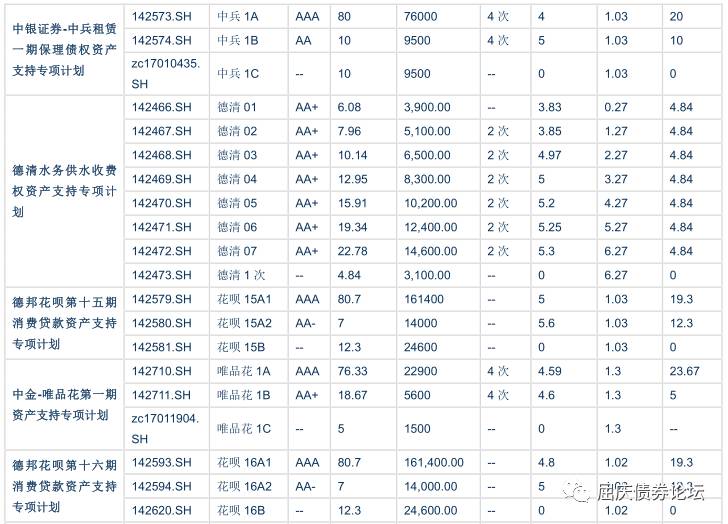 中银证券-中兵租赁一期保理债权资产支持专项计划
142573.SH 中兵 1A AAA 80 76000 4 次 4 1.03 20
142574.SH 中兵 1B AA 10 9500 4 次 5 1.03 10
zc17010435.SH 中兵 1C -- 10 9500 0 1.03 0
德清水务供水收费权资产支持专项计划
142466.SH 德清 01 AA+ 6.08 3,900.00 -- 3.83 0.27 4.84
142467.SH 德清 02 AA+ 7.96 5,100.00 2 次 3.85 1.27 4.84
142468.SH 德清 03 AA+ 10.14 6,500.00 2 次 4.97 2.27 4.84
142469.SH 德清 04 AA+ 12.95 8,300.00 2 次 5 3.27 4.84
142470.SH 德清 05 AA+ 15.91 10,200.00 2 次 5.2 4.27 4.84
142471.SH 德清 06 AA+ 19.34 12,400.00 2 次 5.25 5.27 4.84
142472.SH 德清 07 AA+ 22.78 14,600.00 2 次 5.3 6.27 4.84
142473.SH 德清 1 次 -- 4.84 3,100.00 -- 0 6.27 0
德邦花呗第十五期消费贷款资产支持专项计划
142579.SH 花呗 15A1 AAA 80.7 161400 -- 5 1.03 19.3
142580.SH 花呗 15A2 AA- 7 14000 -- 5.6 1.03 12.3
142581.SH 花呗 15B -- 12.3 24600 -- 0 1.03 0
中金-唯品花第一期资产支持专项计划
142710.SH 唯品花 1A AAA 76.33 22900 4 次 4.59 1.3 23.67
142711.SH 唯品花 1B AA+ 18.67 5600 4 次 4.6 1.3 5
zc17011904.SH 唯品花 1C -- 5 1500 -- 0 1.3 --
德邦花呗第十六期消费贷款资产支持专项计划
142593.SH 花呗 16A1 AAA 80.7 161,400.00 -- 4.8 1.02 19.3
142594.SH 花呗 16A2 AA- 7 14,000.00 -- 5
142620.SH 花呗 16B -- 12.3 24,600.00 -- 0 1.02 0
屈庆债券论坛